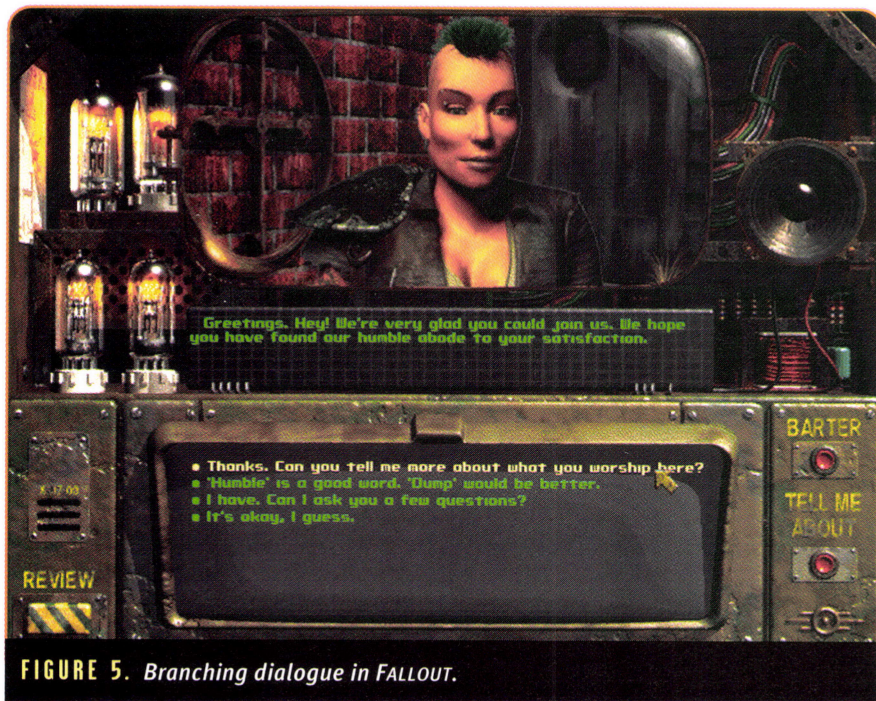 Greetings. Hey! We're very glad you could join us. We hope
you have found our humble abode to your satisfaction.
• Thanks. Can you tell me more about what you worship here?
• 'Humble' is a good word. 'Dump' would be better.
• I have. Can I ask you a few questions?
• It's okay, I guess.
BARTER
TELL ME
ABOUT
REVIEW
FIGURE 5. Branching dialogue in FALLOUT.